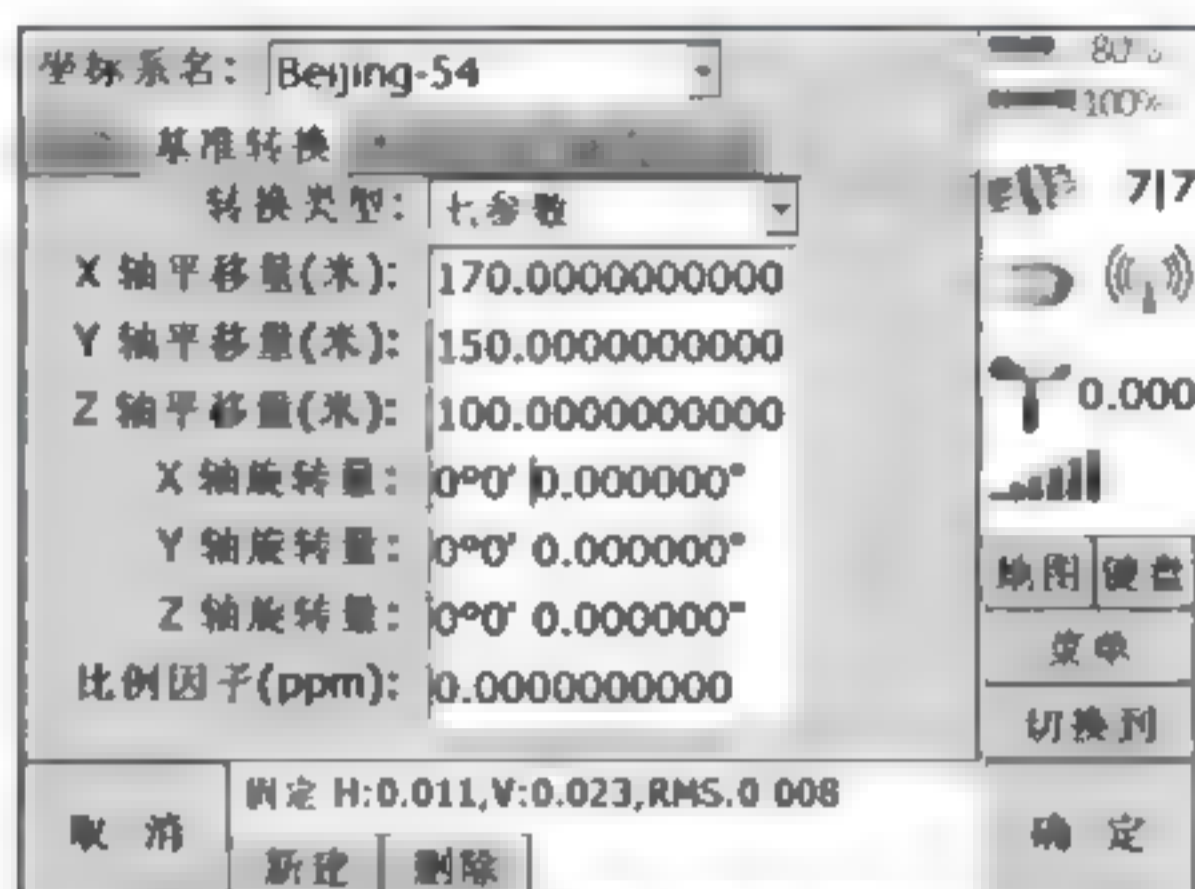 坐标系名: Beijing-54
80%
100%
基准转换
转换类型: 七参数
7|7
X 轴平移量(米): 170.0000000000
Y 轴平移量(米): 150.0000000000
Z 轴平移量(米): 100.0000000000
0.000
X 轴旋转量: 0°0' 0.000000"
Y 轴旋转量: 0°0' 0.000000"
Z 轴旋转量: 0°0' 0.000000"
地图 键盘
菜单
比例因子(ppm): 0.0000000000
切换到
固定 H:0.011,V:0.023,RMS.0 008
取 消
确 定
新建 删除